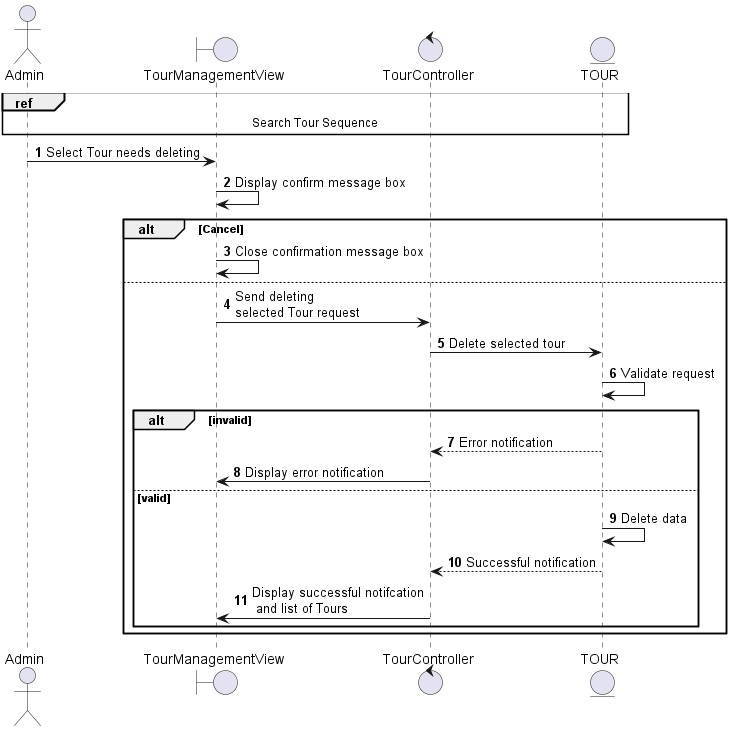 Admin
TourManagementView
TourController
TOUR
ref
Search Tour Sequence
1 Select Tour needs deleting
2 Display confirm message box
alt [Cancel]
3 Close confirmation message box
4 Send deleting
selected Tour request
5 Delete selected tour
6 Validate request
alt [invalid]
7 Error notification
8 Display error notification
[valid]
9 Delete data
10 Successful notification
11 Display successful notifcation
and list of Tours
Admin
TourManagementView
TourController
TOUR